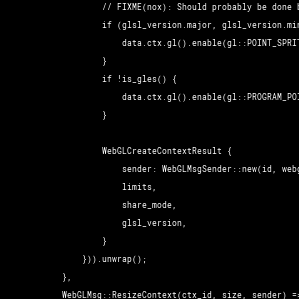 // FIXME(nox): Should probably be done b
if (glsl_version.major, glsl_version.min
data.ctx.gl().enable(gl::POINT_SPRIT
}
if !is_gles {
data.ctx.gl().enable(gl::PROGRAM_POI
}
WebGLCreateContextResult {
sender: WebGLMsgSender::new(id, webg
limits,
share_mode,
glsl_version,
}
})).unwrap();
},
WebGLMsg::ResizeContext(ctx_id, size, sender) =>